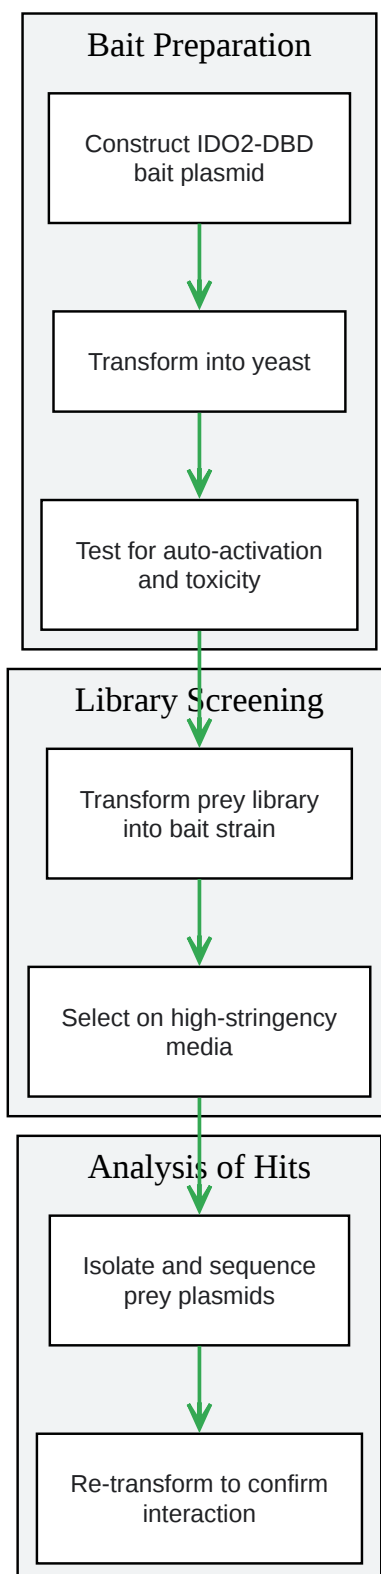 Bait Preparation
Construct IDO2-DBD
bait plasmid
Transform into yeast
Test for auto-activation
and toxicity
Library Screening
Transform prey library
into bait strain
Select on high-stringency
media
Analysis of Hits
Isolate and sequence
prey plasmids
Re-transform to confirm
interaction